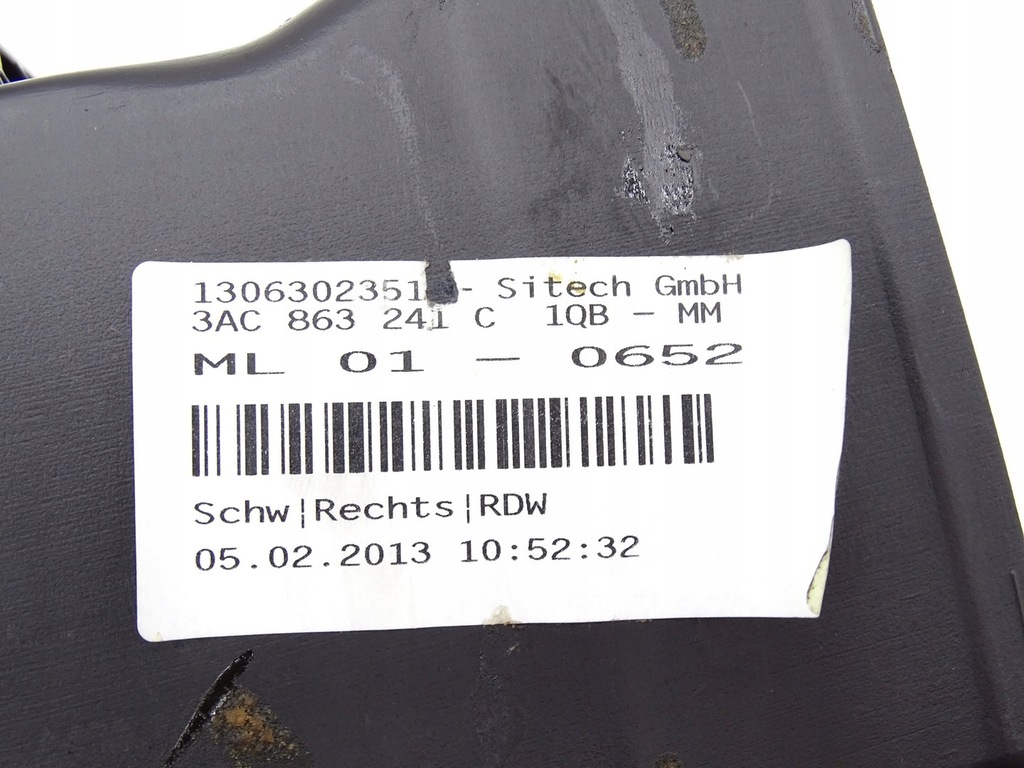 - Sitech GmbH
3AC 863 241 C 1QB - MM
ML 01 - 0652
Schw|Rechts|RDW
05.02.2013 10:52:32